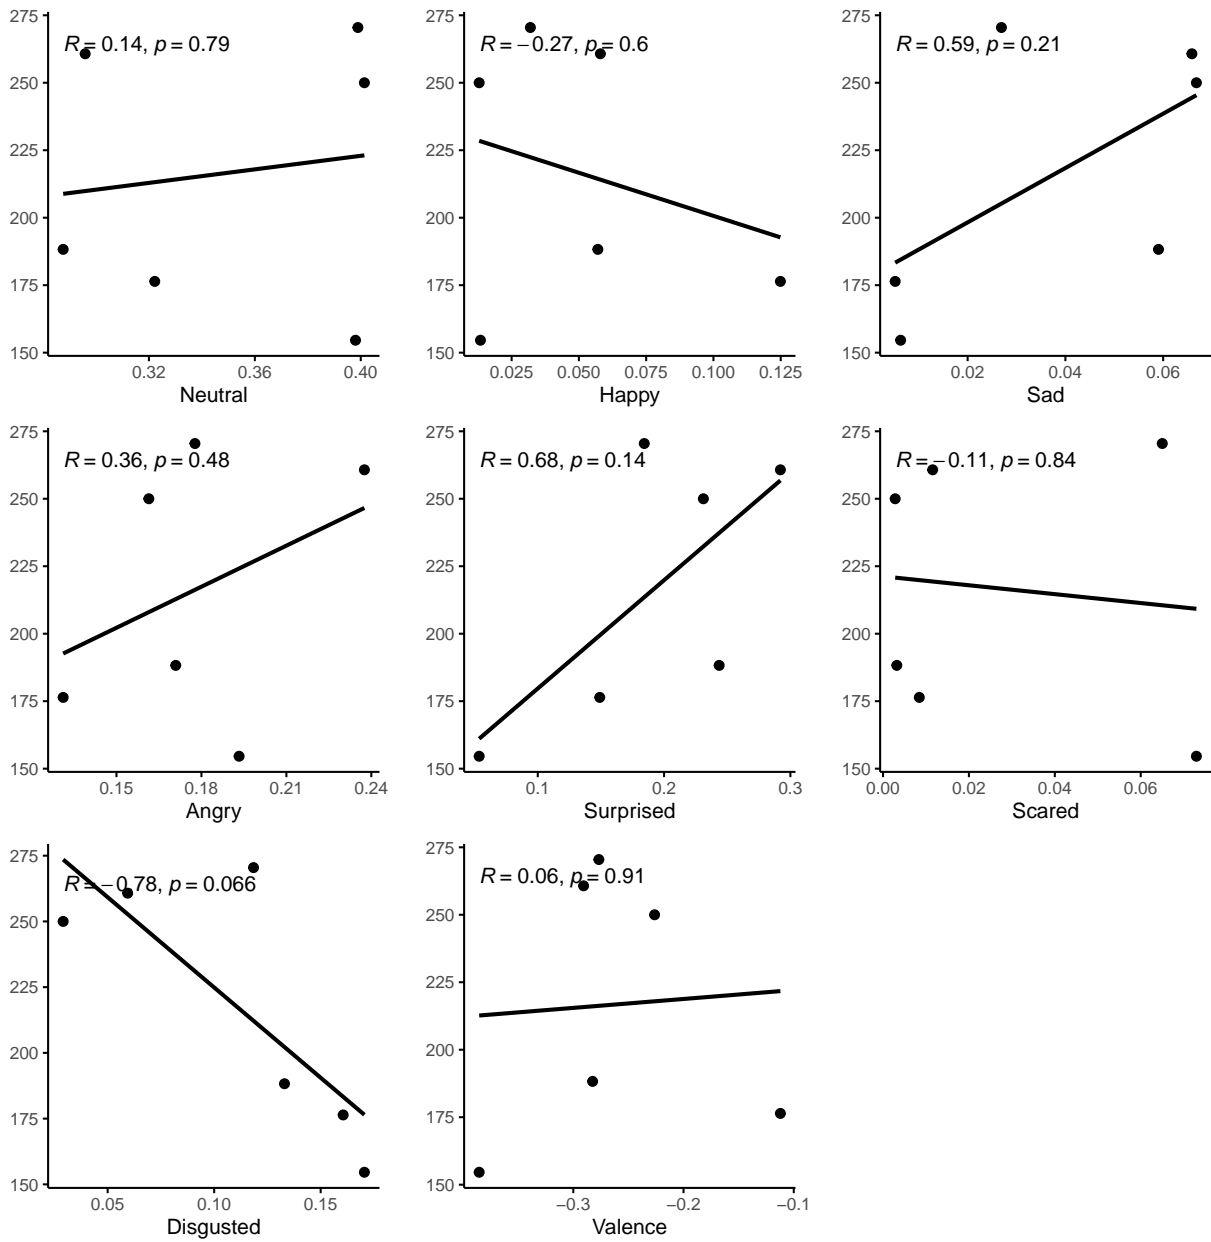 275
250
225
200
175
150
R = 0.14, p = 0.79
0.32 0.36 0.40
Neutral
275
250
225
200
175
150
R = −0.27, p = 0.6
0.025 0.050 0.075 0.100 0.125
Happy
275
250
225
200
175
150
R = 0.59, p = 0.21
0.02 0.04 0.06
Sad
275
250
225
200
175
150
R = 0.36, p = 0.48
0.15 0.18 0.21 0.24
Angry
275
250
225
200
175
150
R = 0.68, p = 0.14
0.1 0.2 0.3
Surprised
275
250
225
200
175
150
R = −0.11, p = 0.84
0.00 0.02 0.04 0.06
Scared
275
250
225
200
175
150
R = −0.78, p = 0.066
0.05 0.10 0.15
Disgusted
275
250
225
200
175
150
R = 0.06, p = 0.91
−0.3 −0.2 −0.1
Valence